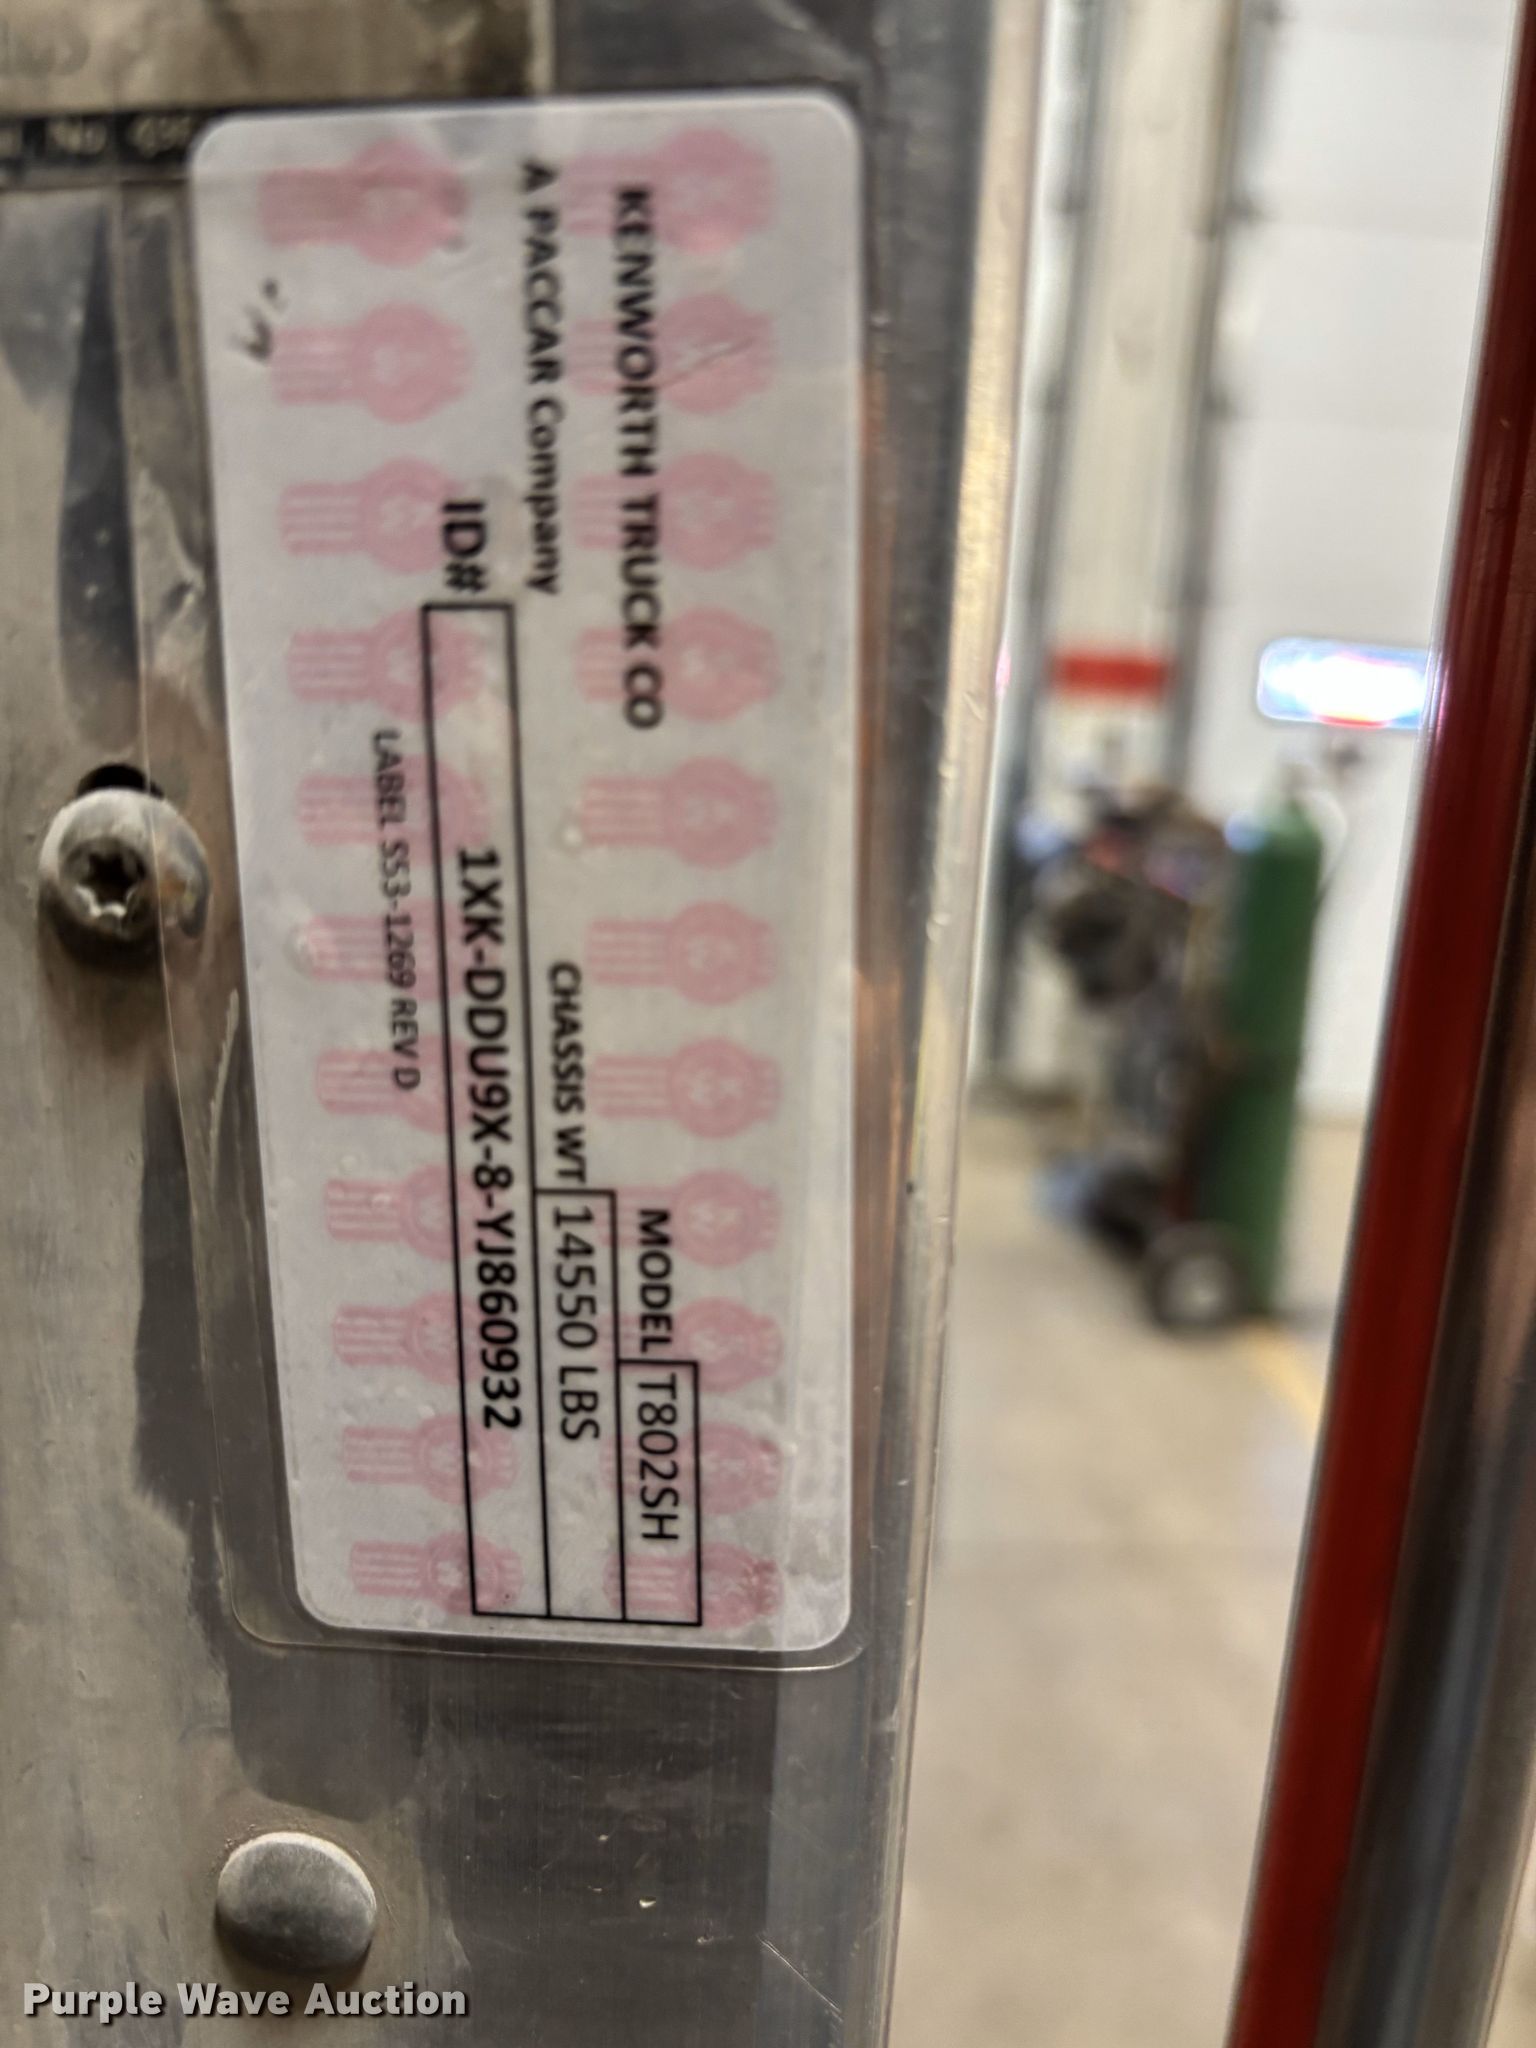 KENWORTH TRUCK CO
A PACCAR Company
MODEL T802SH
CHASSIS WT 14550 LBS
ID# 1XK-DDU9X-8-YJ860932
LABEL S53-1269 REV D
Purple Wave Auction